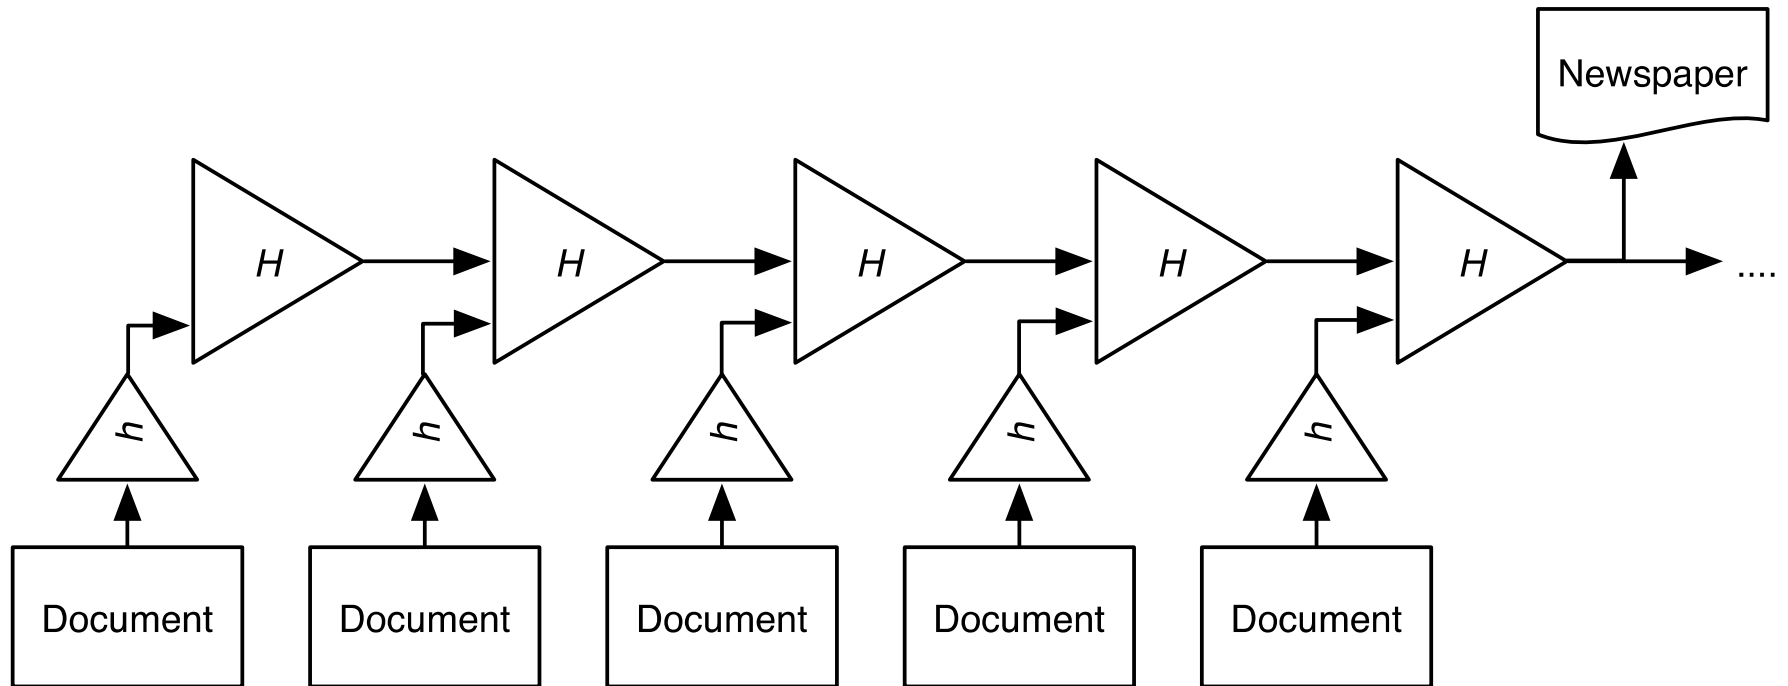 Newspaper
H H H H H
....
h h h h h
Document Document Document Document Document